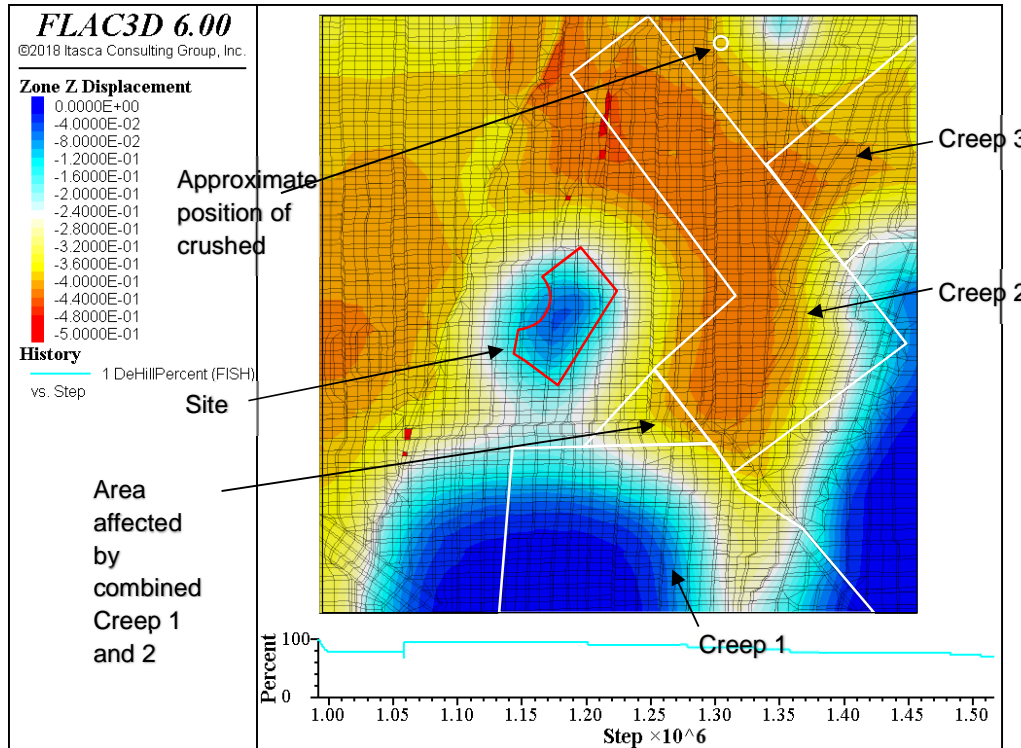 FLAC3D 6.00
©2018 Itasca Consulting Group, Inc.
Zone Z Displacement
0.0000E+00
-4.0000E-02
-8.0000E-02
-1.2000E-01
-1.6000E-01
-2.0000E-01
-2.4000E-01
-2.8000E-01
-3.2000E-01
-3.6000E-01
-4.0000E-01
-4.4000E-01
-4.8000E-01
-5.0000E-01
History
1 DeHillPercent (FISH)
vs. Step
Approximate
position of
crushed
Site
Area
affected
by
combined
Creep 1
and 2
Creep 3
Creep 2
Creep 1
Percent
100
0
1.00 1.05 1.10 1.15 1.20 1.25 1.30 1.35 1.40 1.45 1.50
Step ×10^6